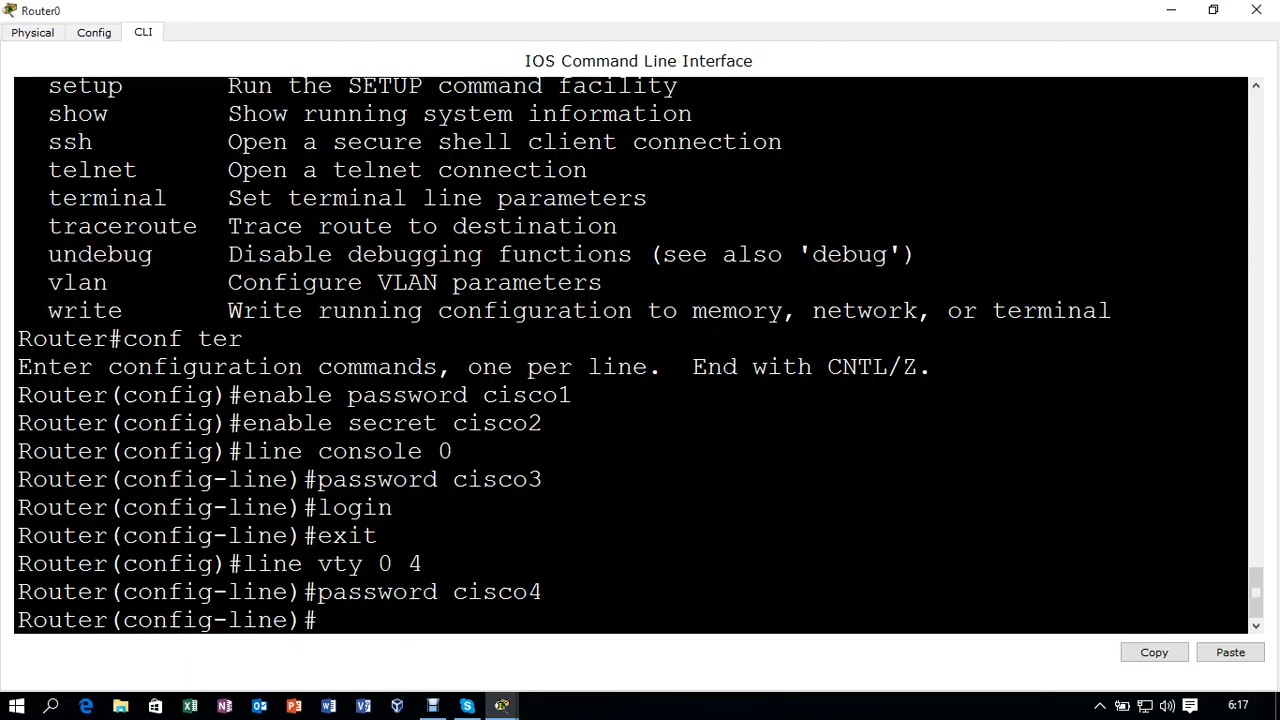 Router0
Physical Config CLI
IOS Command Line Interface
setup Run the SETUP command facility
show Show running system information
ssh Open a secure shell client connection
telnet Open a telnet connection
terminal Set terminal line parameters
traceroute Trace route to destination
undebug Disable debugging functions (see also 'debug')
vlan Configure VLAN parameters
write Write running configuration to memory, network, or terminal
Router#conf ter
Enter configuration commands, one per line. End with CNTL/Z.
Router(config)#enable password cisco1
Router(config)#enable secret cisco2
Router(config)#line console 0
Router(config-line)#password cisco3
Router(config-line)#login
Router(config-line)#exit
Router(config)#line vty 0 4
Router(config-line)#password cisco4
Router(config-line)#
Copy Paste
6:17